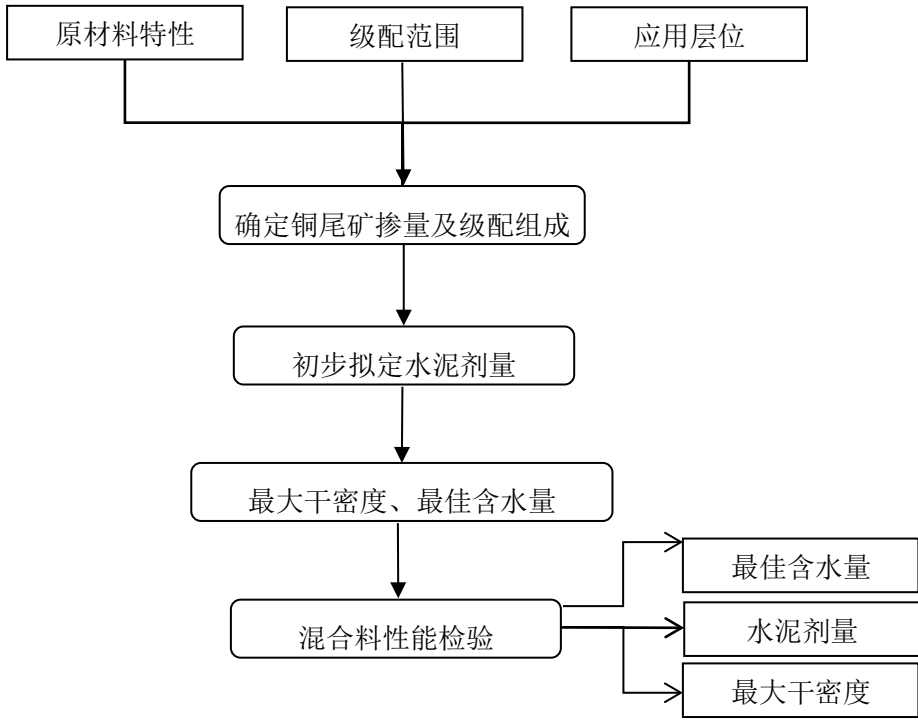 原材料特性
级配范围
应用层位
确定铜尾矿掺量及级配组成
初步拟定水泥剂量
最大干密度、最佳含水量
混合料性能检验
最佳含水量
水泥剂量
最大干密度